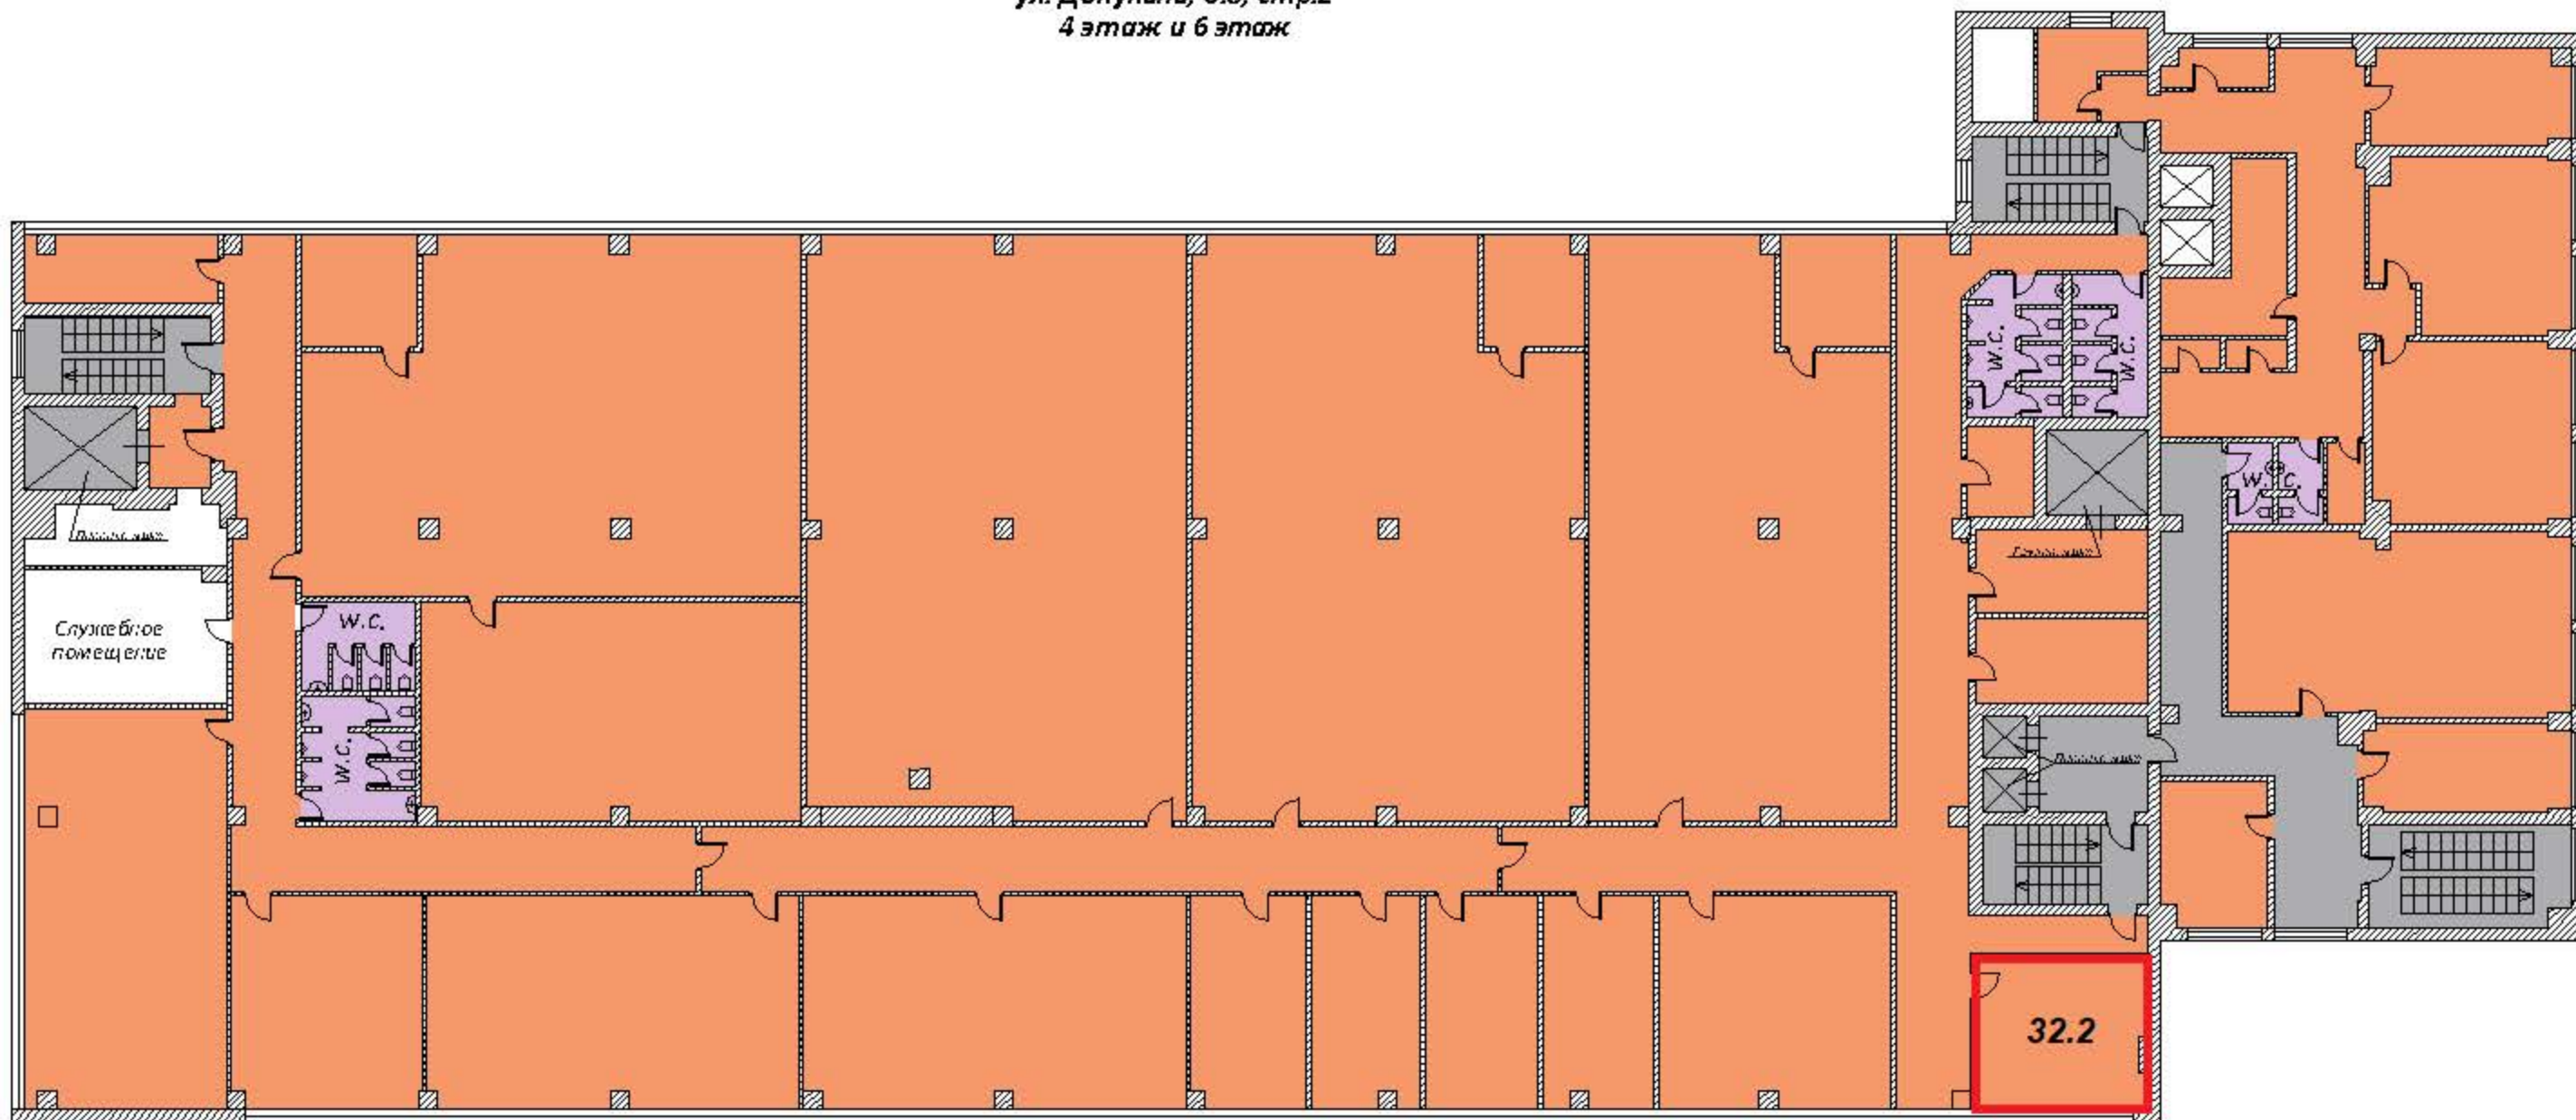 4 этаж и 6 этаж
w.c.
w.c.
w. c.
Служебное
помещение
w.c.
w.c.
32.2